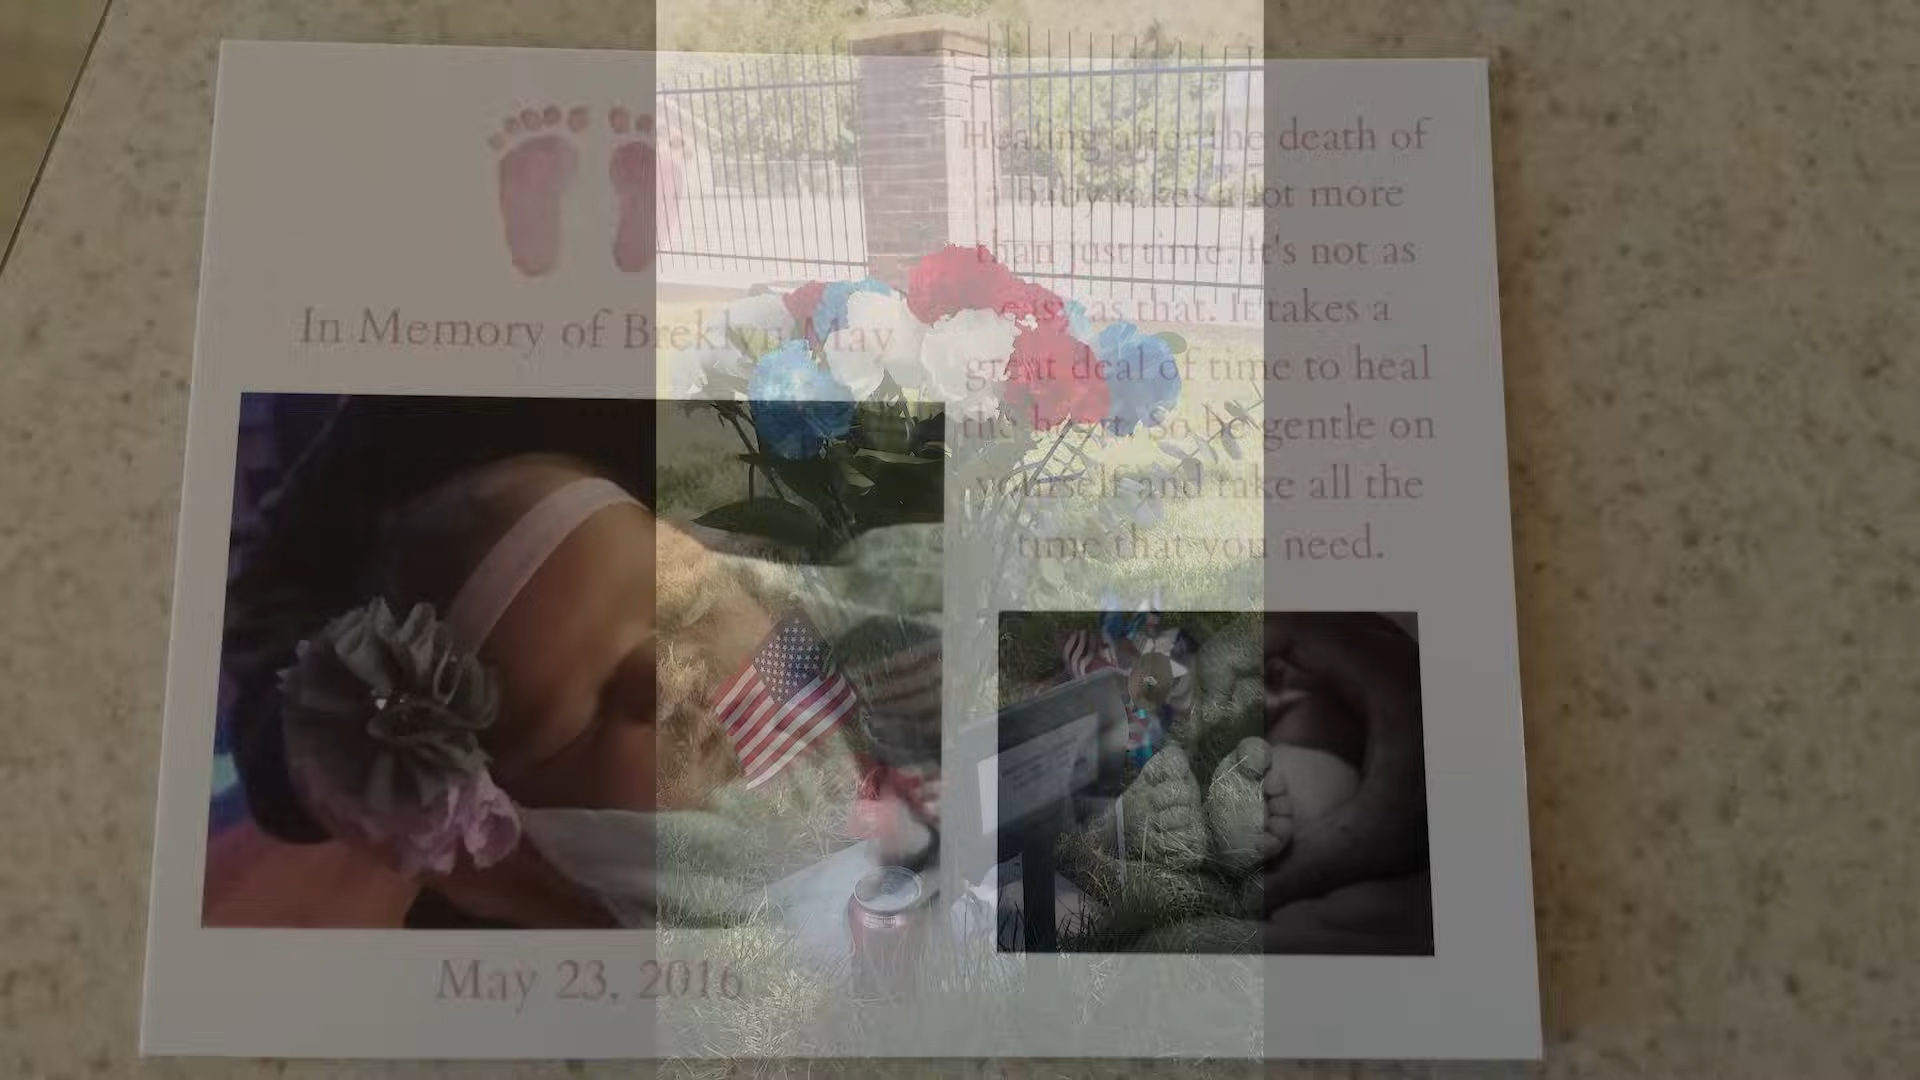 In Memory of Breklyn May
May 23, 2016
Healing after the death of
a baby takes a lot more
than just time. It's not as
easy as that. It takes a
great deal of time to heal
the heart. So be gentle on
yourself and take all the
time that you need.